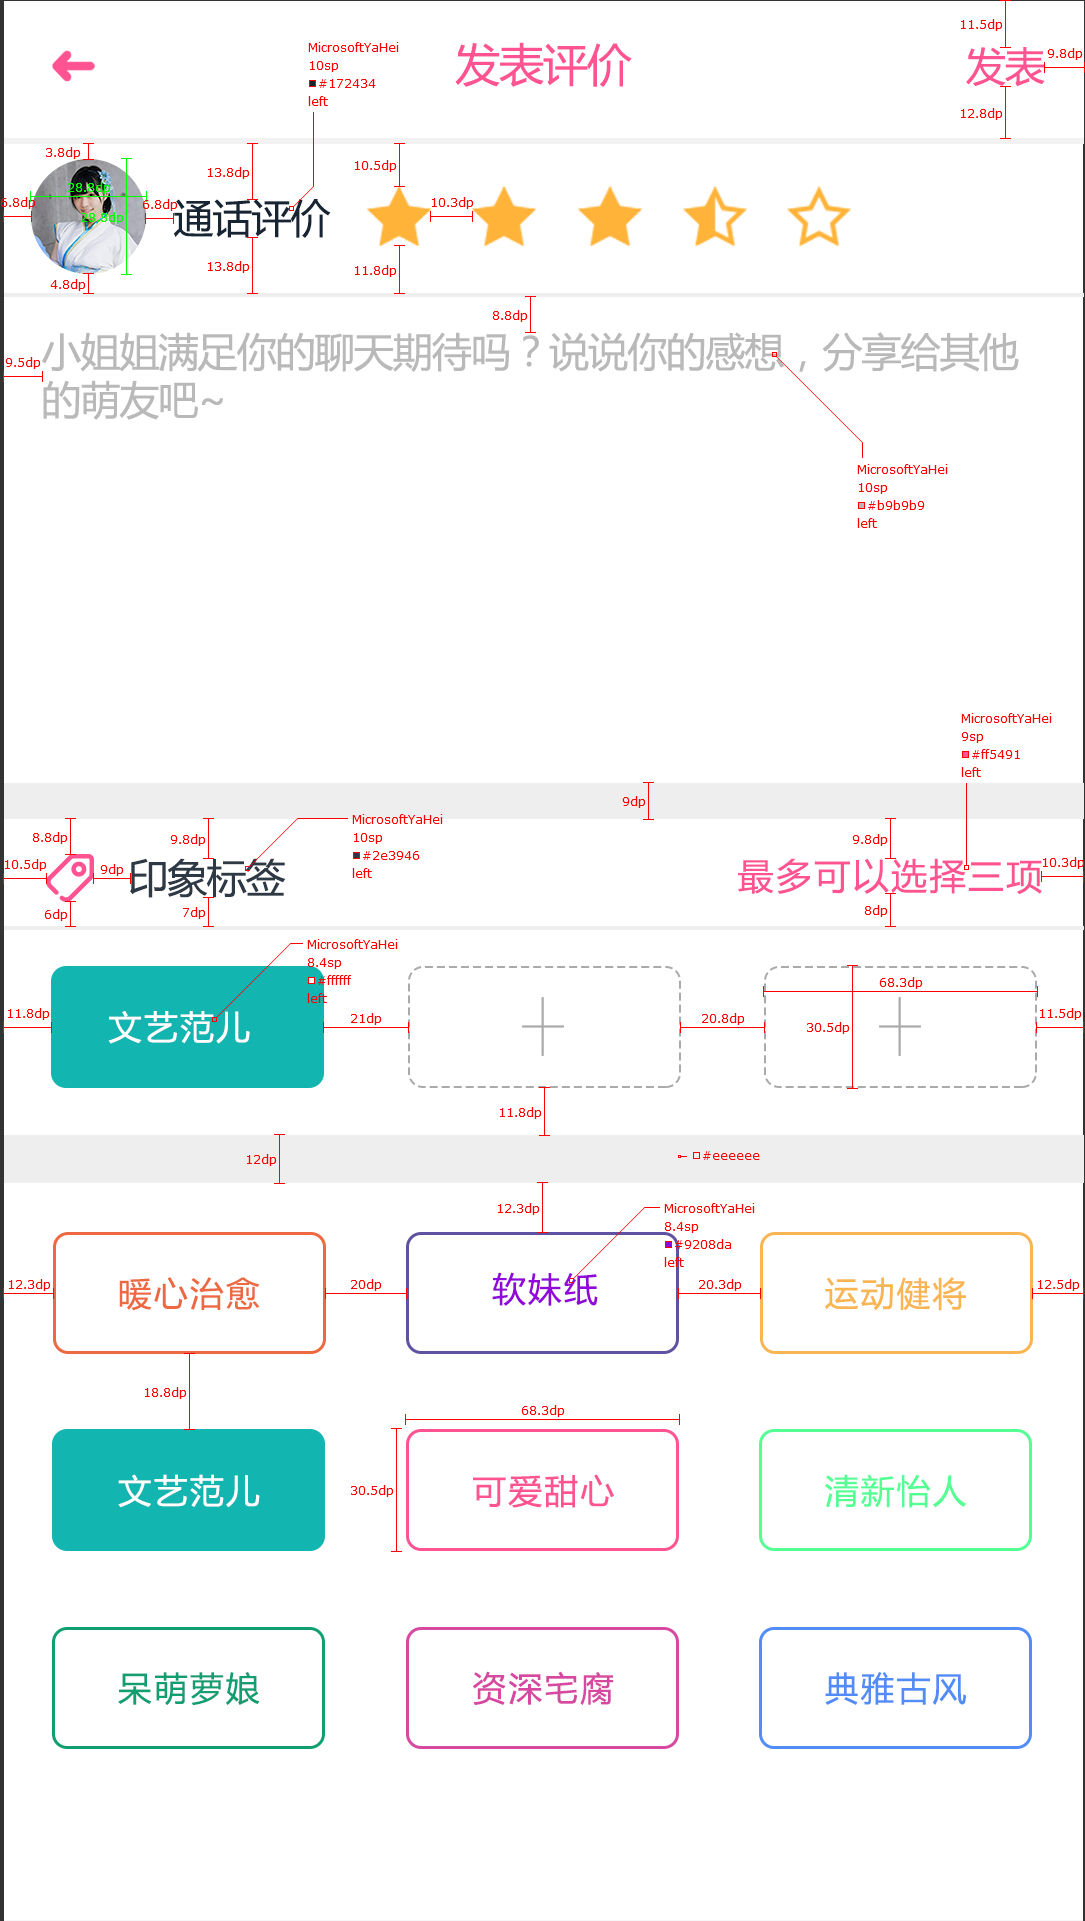 发表评价
发表
11.5dp
9.8dp
12.8dp
MicrosoftYaHei
10sp
#172434
left
3.8dp
28.8dp
28.8dp
6.8dp
6.8dp
4.8dp
13.8dp
通话评价
13.8dp
10.5dp
10.3dp
11.8dp
8.8dp
9.5dp
小姐姐满足你的聊天期待吗？说说你的感想，分享给其他
的萌友吧~
MicrosoftYaHei
10sp
#b9b9b9
left
MicrosoftYaHei
9sp
#ff5491
left
9dp
8.8dp
10.5dp
9dp
6dp
9.8dp
印象标签
7dp
MicrosoftYaHei
10sp
#2e3946
left
9.8dp
最多可以选择三项
10.3dp
8dp
MicrosoftYaHei
8.4sp
#ffffff
left
11.8dp
文艺范儿
21dp
20.8dp
68.3dp
30.5dp
11.5dp
11.8dp
12dp
#eeeeee
12.3dp
MicrosoftYaHei
8.4sp
#9208da
left
12.3dp
暖心治愈
20dp
软妹纸
20.3dp
运动健将
12.5dp
18.8dp
68.3dp
文艺范儿
30.5dp
可爱甜心
清新怡人
呆萌萝娘
资深宅腐
典雅古风